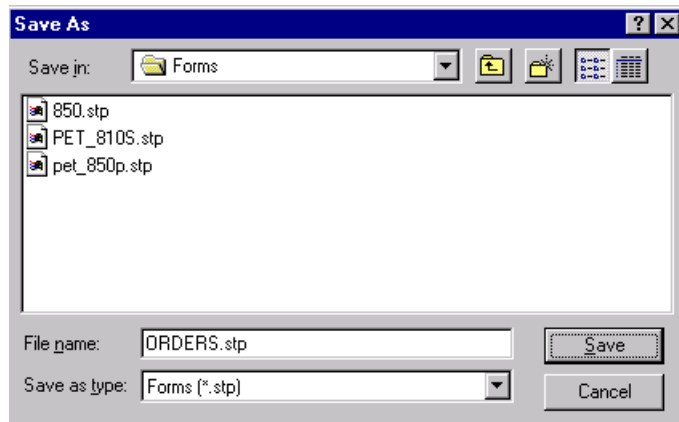 Save As
Save in: Forms
850.stp
PET_810S.stp
pet_850p.stp
File name: ORDERS.stp Save
Save as type: Forms (*.stp) Cancel